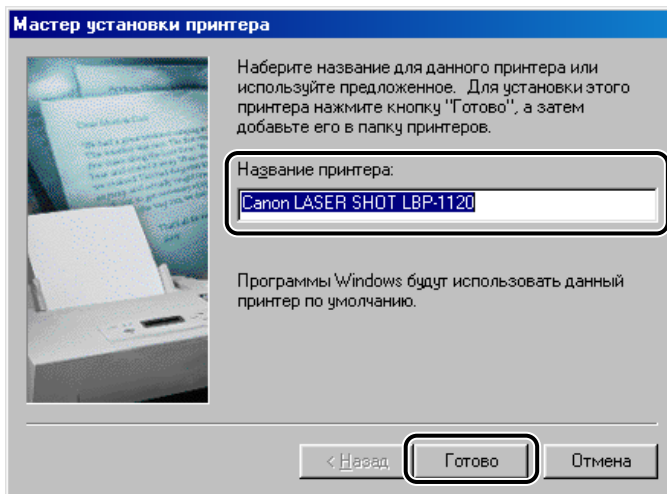 Мастер установки принтера
Наберите название для данного принтера или
используйте предложенное. Для установки этого
принтера нажмите кнопку "Готово", а затем
добавьте его в папку принтеров.
Название принтера:
Canon LASER SHOT LBP-1120
Программы Windows будут использовать данный
принтер по умолчанию.
< Назад
Готово
Отмена